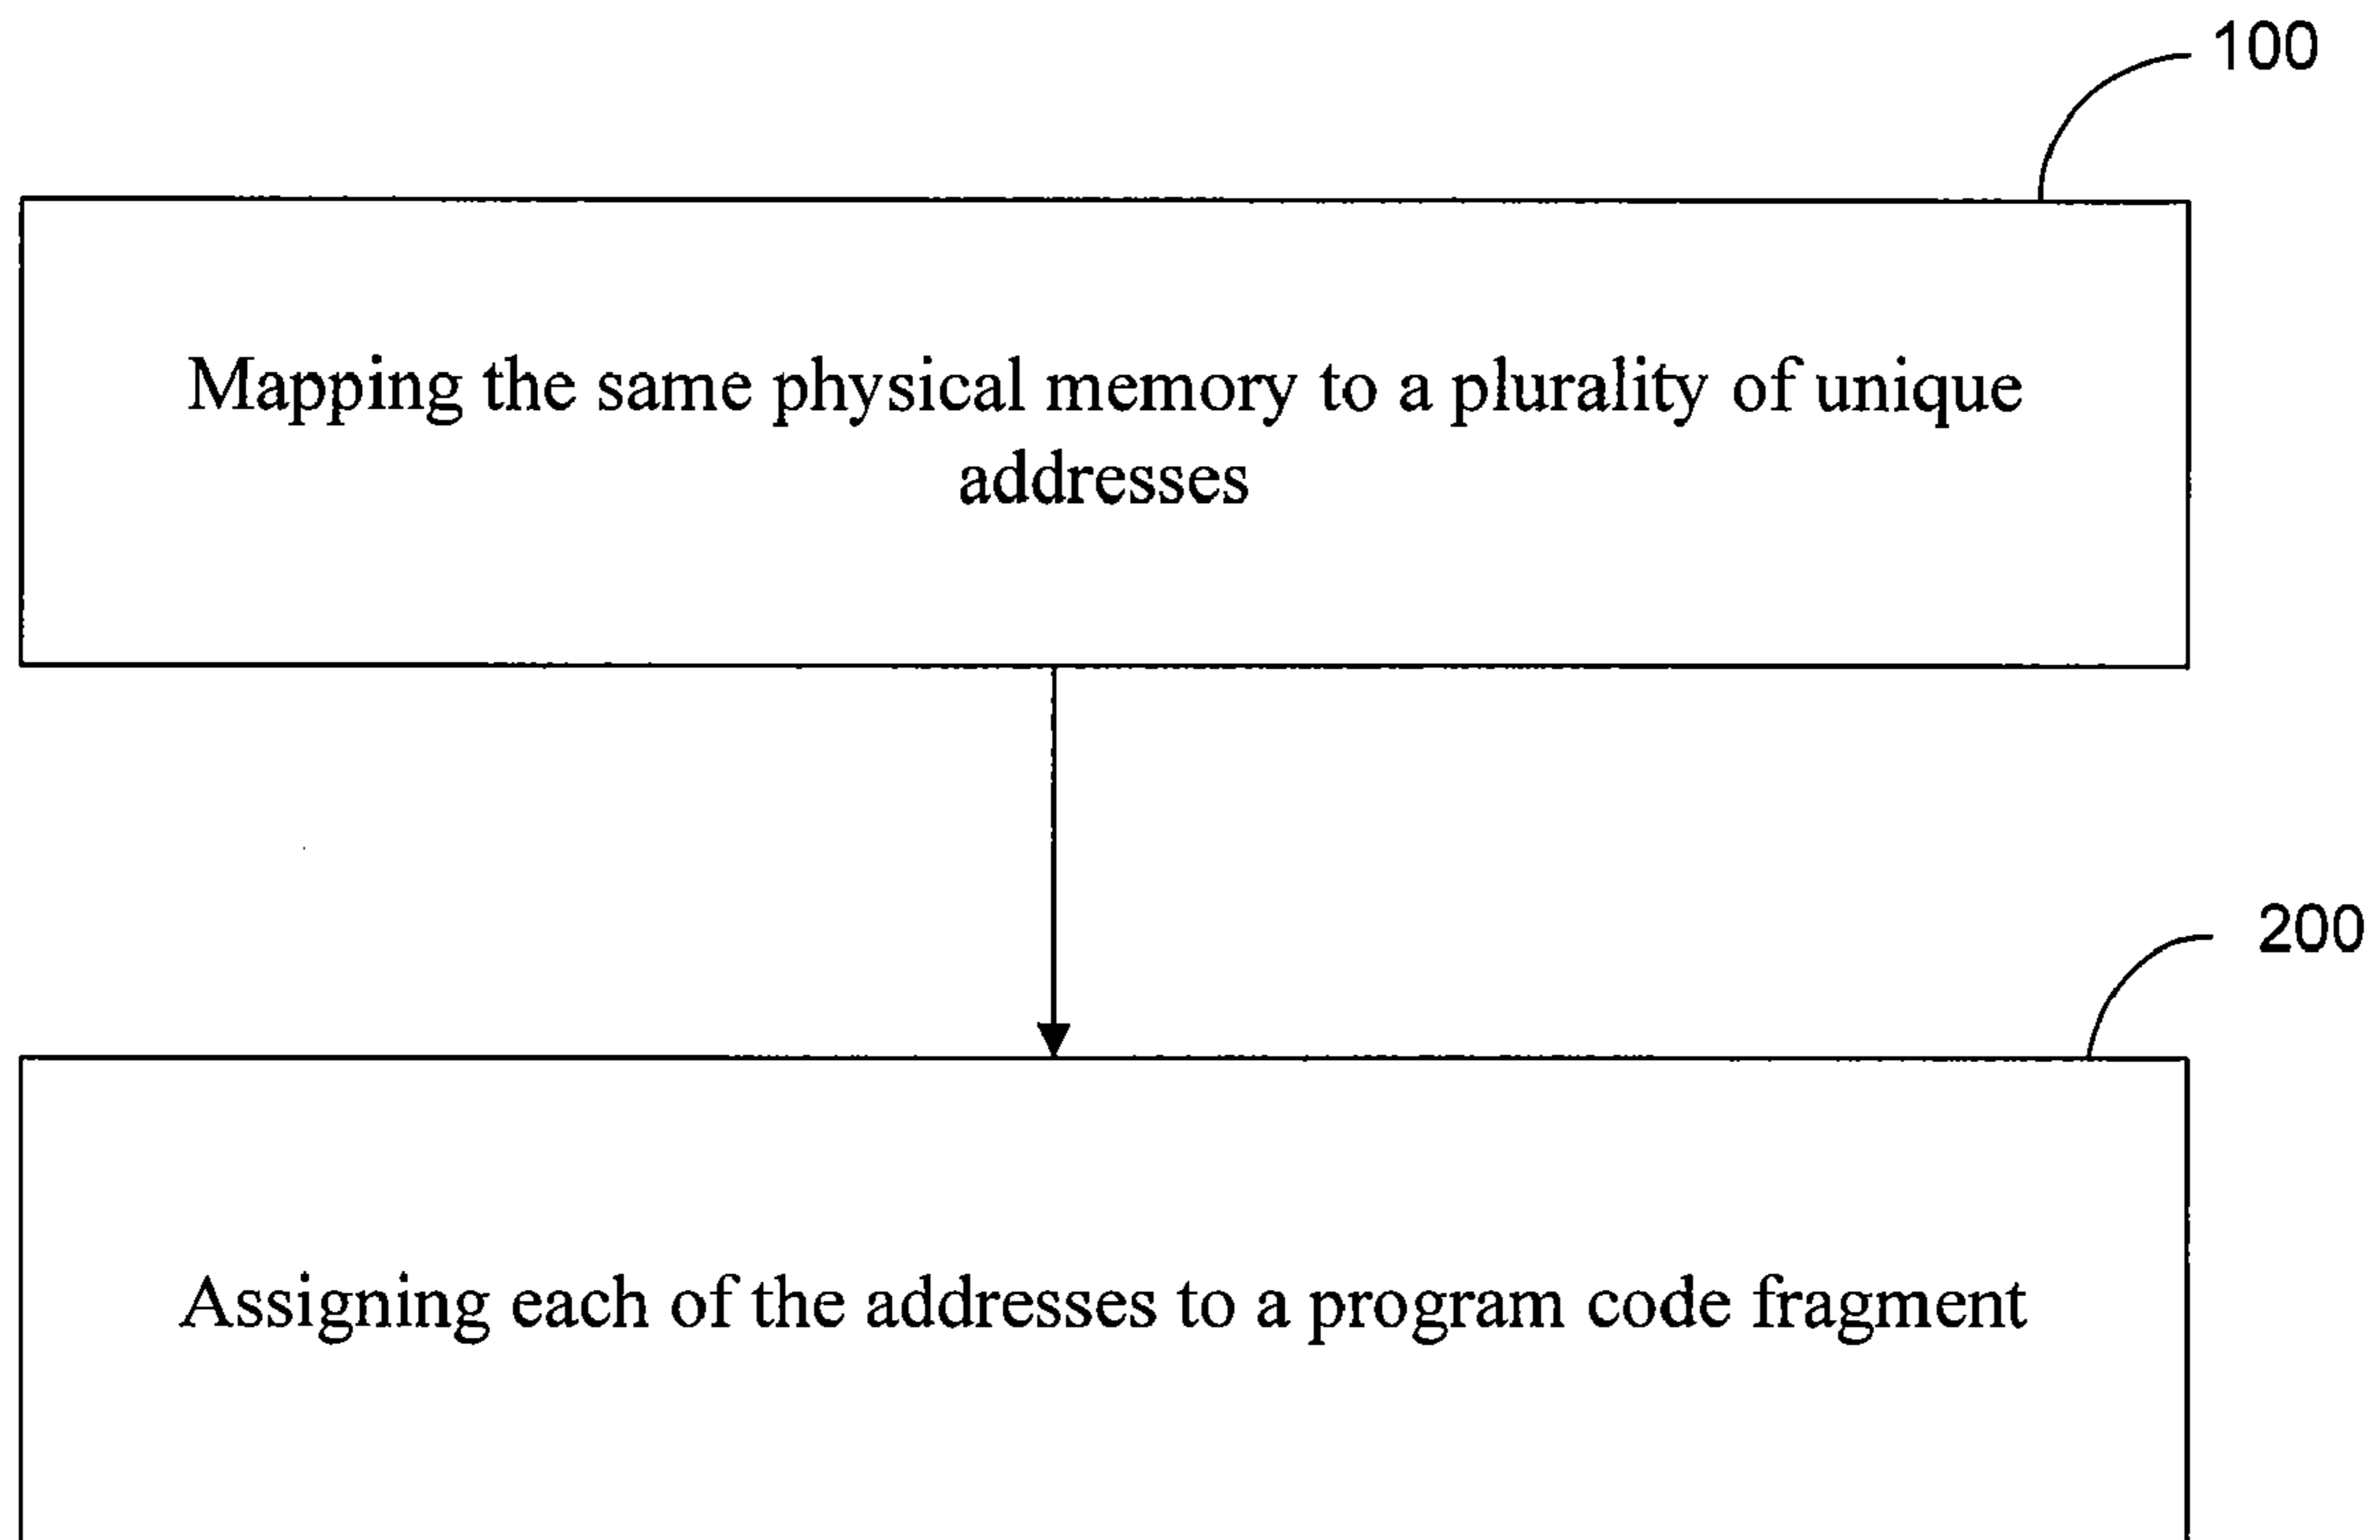 100
Mapping the same physical memory to a plurality of unique
addresses
200
Assigning each of the addresses to a program code fragment